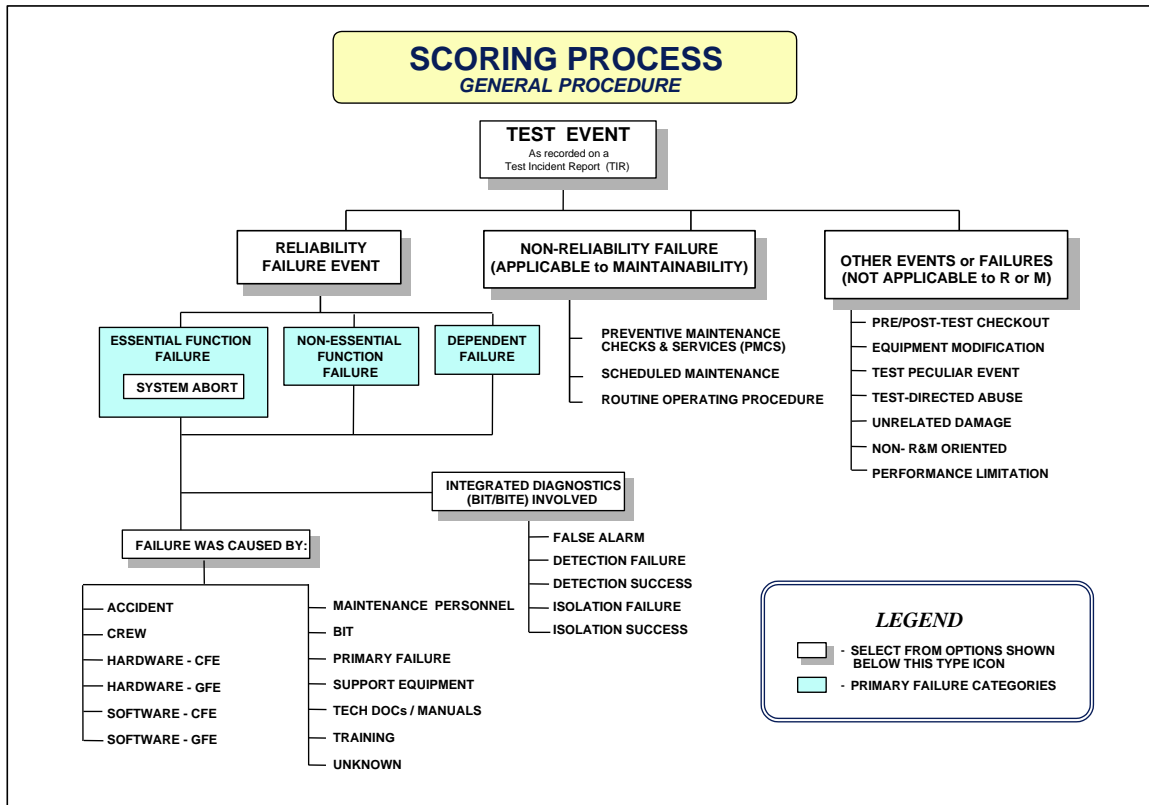 SCORING PROCESS
GENERAL PROCEDURE
TEST EVENT
As recorded on a
Test Incident Report (TIR)
RELIABILITY
FAILURE EVENT
NON-RELIABILITY FAILURE
(APPLICABLE to MAINTAINABILITY)
OTHER EVENTS or FAILURES
(NOT APPLICABLE to R or M)
ESSENTIAL FUNCTION
FAILURE
SYSTEM ABORT
NON-ESSENTIAL
FUNCTION
FAILURE
DEPENDENT
FAILURE
PREVENTIVE MAINTENANCE
CHECKS & SERVICES (PMCS)
SCHEDULED MAINTENANCE
ROUTINE OPERATING PROCEDURE
PRE/POST-TEST CHECKOUT
EQUIPMENT MODIFICATION
TEST PECULIAR EVENT
TEST-DIRECTED ABUSE
UNRELATED DAMAGE
NON- R&M ORIENTED
PERFORMANCE LIMITATION
INTEGRATED DIAGNOSTICS
(BIT/BITE) INVOLVED
FALSE ALARM
DETECTION FAILURE
DETECTION SUCCESS
ISOLATION FAILURE
ISOLATION SUCCESS
FAILURE WAS CAUSED BY:
ACCIDENT
CREW
HARDWARE - CFE
HARDWARE - GFE
SOFTWARE - CFE
SOFTWARE - GFE
MAINTENANCE PERSONNEL
BIT
PRIMARY FAILURE
SUPPORT EQUIPMENT
TECH DOCs / MANUALS
TRAINING
UNKNOWN
LEGEND
- SELECT FROM OPTIONS SHOWN
BELOW THIS TYPE ICON
- PRIMARY FAILURE CATEGORIES